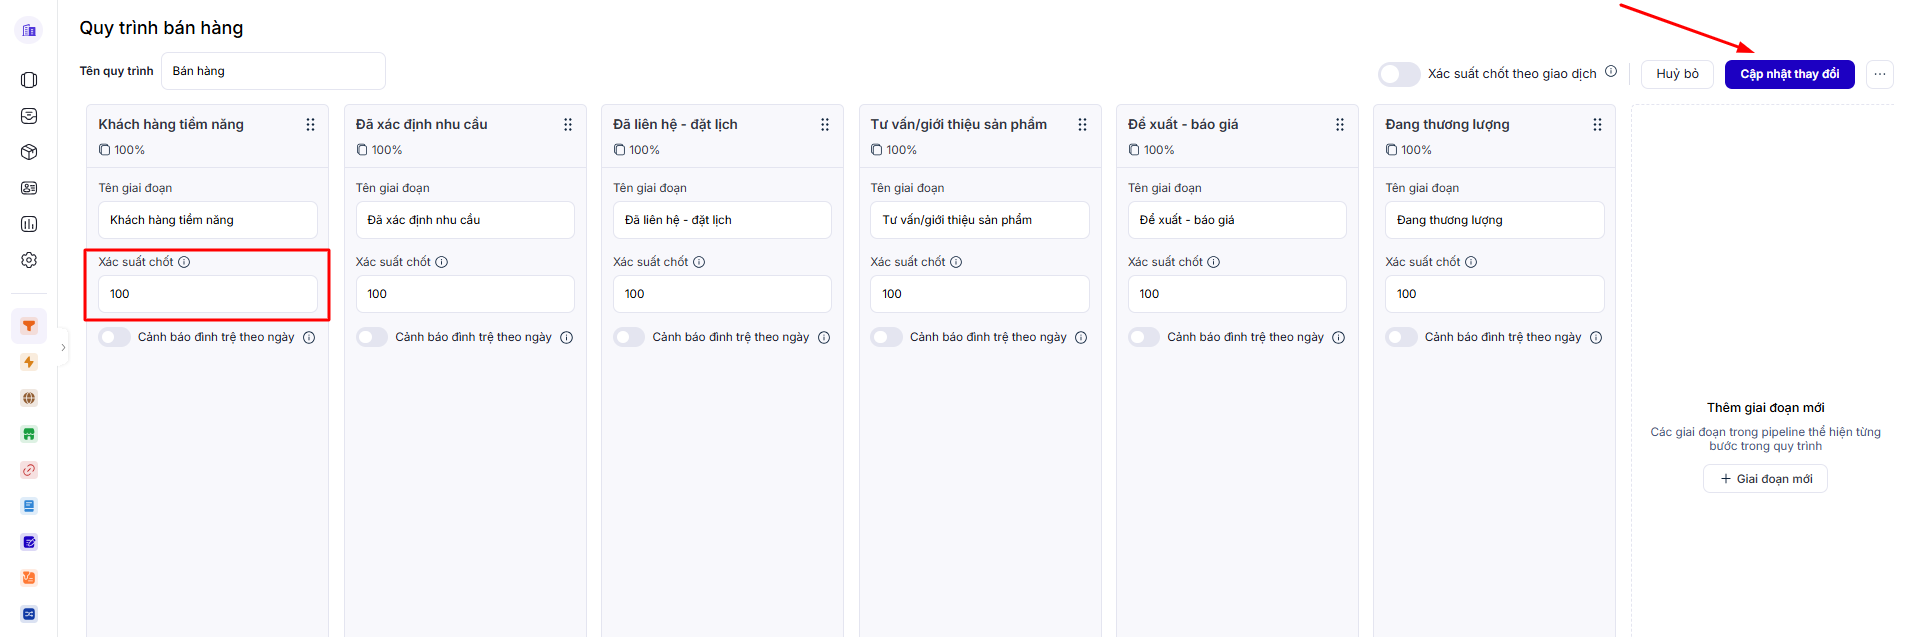 Quy trình bán hàng
Tên quy trình
Bán hàng
Xác suất chốt theo giao dịch
Huỷ bỏ
Cập nhật thay đổi
Khách hàng tiềm năng
100%
Tên giai đoạn
Khách hàng tiềm năng
Xác suất chốt
100
Cảnh báo đình trệ theo ngày
Đã xác định nhu cầu
100%
Tên giai đoạn
Đã xác định nhu cầu
Xác suất chốt
100
Cảnh báo đình trệ theo ngày
Đã liên hệ - đặt lịch
100%
Tên giai đoạn
Đã liên hệ - đặt lịch
Xác suất chốt
100
Cảnh báo đình trệ theo ngày
Tư vấn/giới thiệu sản phẩm
100%
Tên giai đoạn
Tư vấn/giới thiệu sản phẩm
Xác suất chốt
100
Cảnh báo đình trệ theo ngày
Đề xuất - báo giá
100%
Tên giai đoạn
Đề xuất - báo giá
Xác suất chốt
100
Cảnh báo đình trệ theo ngày
Đang thương lượng
100%
Tên giai đoạn
Đang thương lượng
Xác suất chốt
100
Cảnh báo đình trệ theo ngày
Thêm giai đoạn mới
Các giai đoạn trong pipeline thể hiện từng
bước trong quy trình
+ Giai đoạn mới